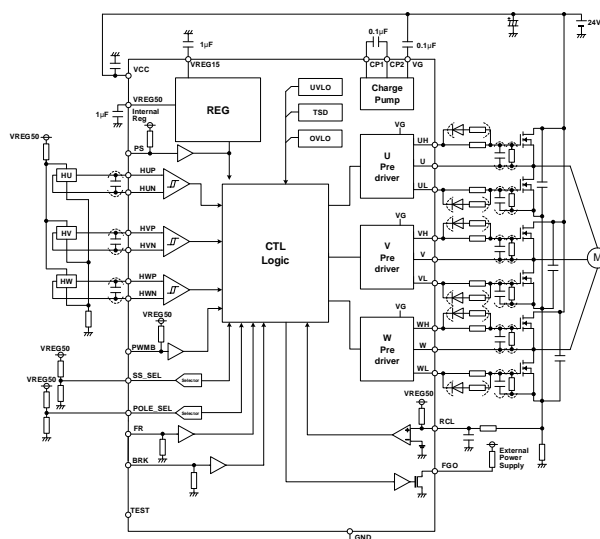 24V
1µF
0.1µF
0.1µF
VCC
VREG15
CP1
CP2
VG
VREG50
1µF
Internal
Reg
REG
UVLO
TSD
OVLO
Charge
Pump
VREG50
PS
HU
HUP
HUN
HV
HVP
HVN
HW
HWP
HWN
CTL
Logic
VG
U
Pre
driver
UH
U
UL
VG
V
Pre
driver
VH
V
VL
VG
W
Pre
driver
WH
W
WL
M
VREG50
PWMB
VREG50
SS_SEL
Selector
VREG50
POLE_SEL
Selector
FR
BRK
TEST
VREG50
RCL
FGO
External
Power
Supply
GND